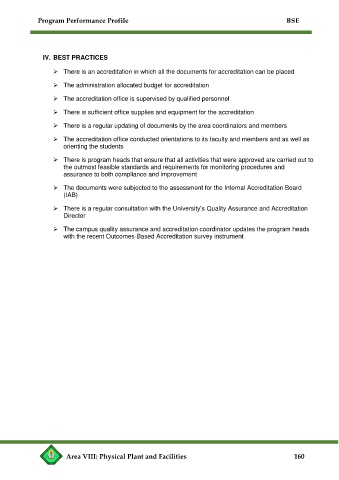 Program Performance Profile BSE
IV. BEST PRACTICES
➢ There is an accreditation in which all the documents for accreditation can be placed
➢ The administration allocated budget for accreditation
➢ The accreditation office is supervised by qualified personnel
➢ There is sufficient office supplies and equipment for the accreditation
➢ There is a regular updating of documents by the area coordinators and members
➢ The accreditation office conducted orientations to its faculty and members and as well as
orienting the students
➢ There is program heads that ensure that all activities that were approved are carried out to
the outmost feasible standards and requirements for monitoring procedures and
assurance to both compliance and improvement
➢ The documents were subjected to the assessment for the Internal Accreditation Board
(IAB)
➢ There is a regular consultation with the University's Quality Assurance and Accreditation
Director
➢ The campus quality assurance and accreditation coordinator updates the program heads
with the recent Outcomes-Based Accreditation survey instrument
Area VIII: Physical Plant and Facilities 160